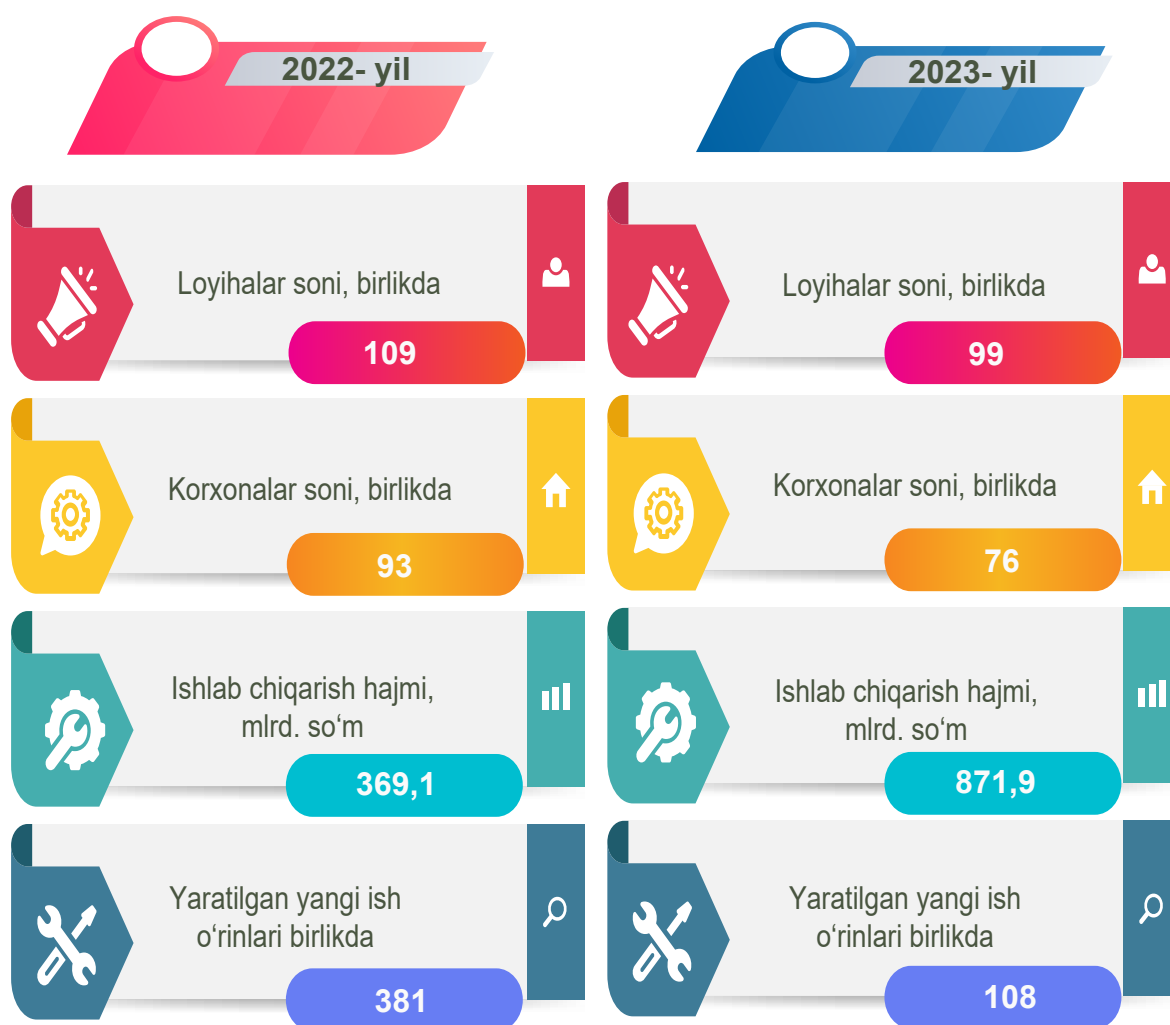 2022- yil
Loyihalar soni, birlikda
109
Korxonalar soni, birlikda
93
Ishlab chiqarish hajmi,
mlrd. so‘m
369,1
Yaratilgan yangi ish
o‘rinlari birlikda
381
2023- yil
Loyihalar soni, birlikda
99
Korxonalar soni, birlikda
76
Ishlab chiqarish hajmi,
mlrd. so‘m
871,9
Yaratilgan yangi ish
o‘rinlari birlikda
108